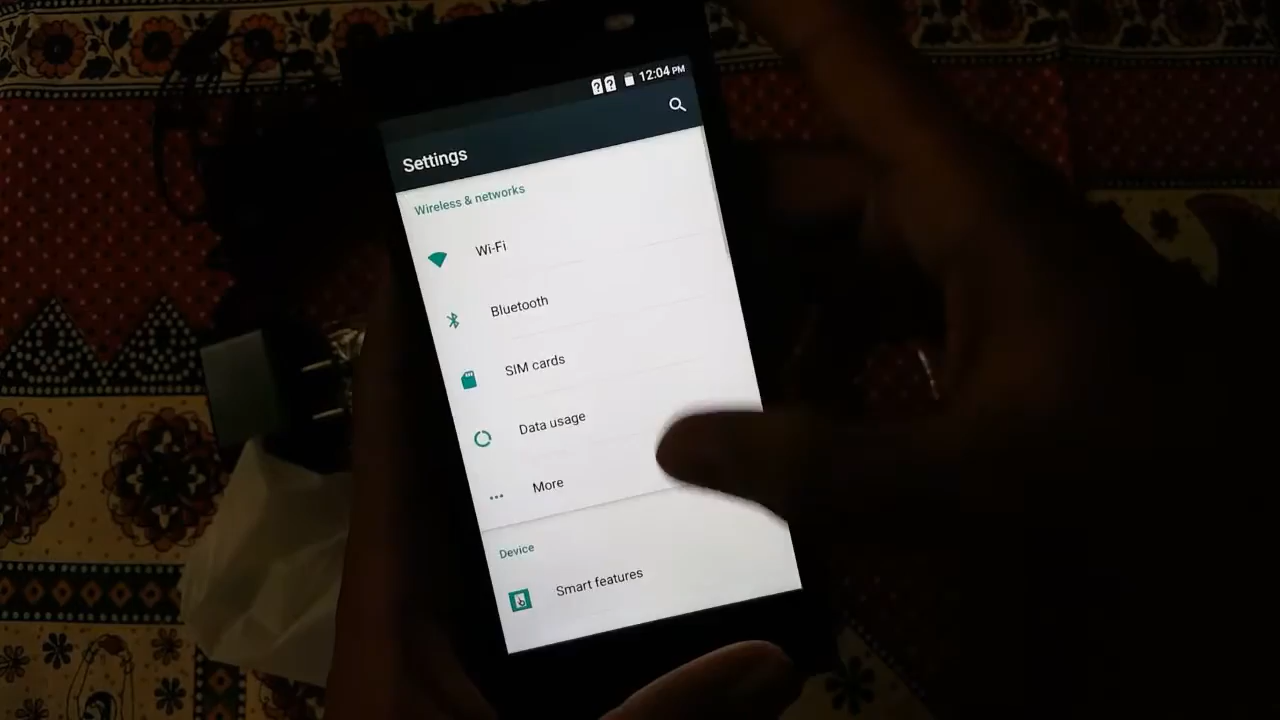 12:04 PM
Settings
Wireless & networks
Wi-Fi
Bluetooth
SIM cards
Data usage
More
Device
Smart features